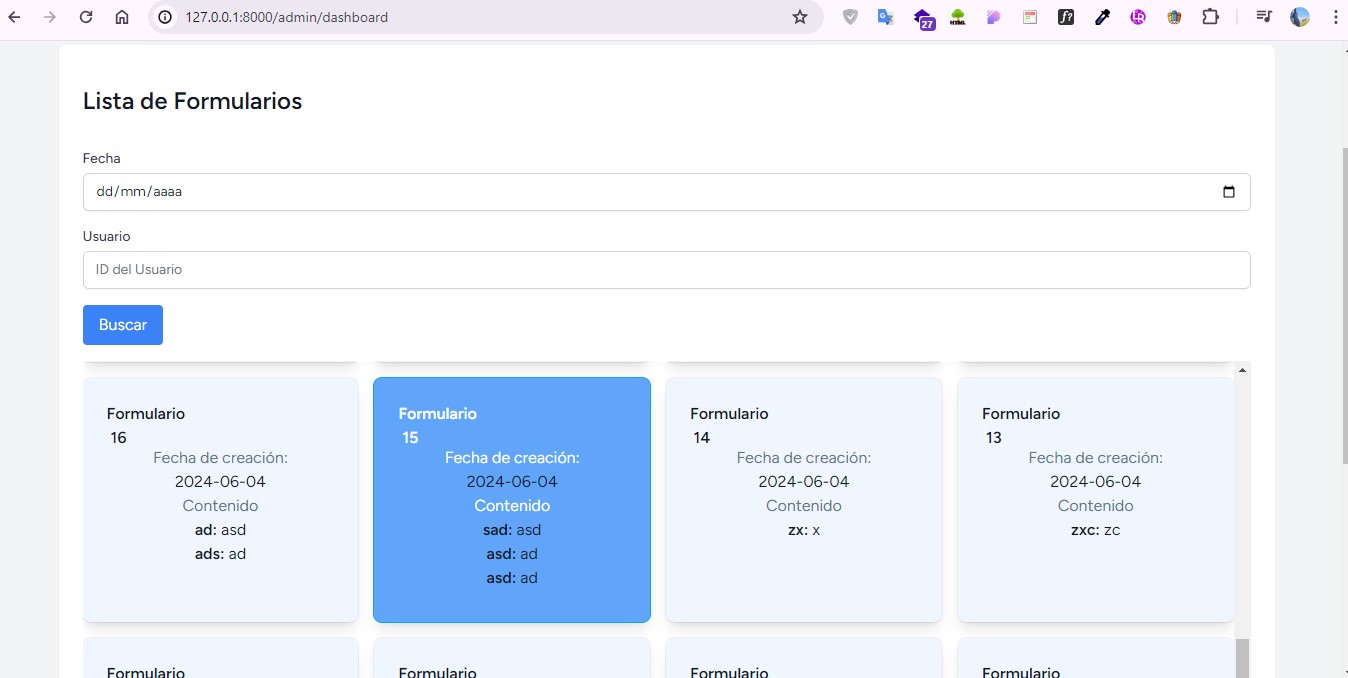 127.0.0.1:8000/admin/dashboard
27
HTML
f?
LR
Lista de Formularios
Fecha
dd/mm/aaaa
Usuario
ID del Usuario
Buscar
Formulario
16
Fecha de creación:
2024-06-04
Contenido
ad: asd
ads: ad
Formulario
15
Fecha de creación:
2024-06-04
Contenido
sad: asd
asd: ad
asd: ad
Formulario
14
Fecha de creación:
2024-06-04
Contenido
zx: x
Formulario
13
Fecha de creación:
2024-06-04
Contenido
zxc: zc
Formulario
Formulario
Formulario
Formulario